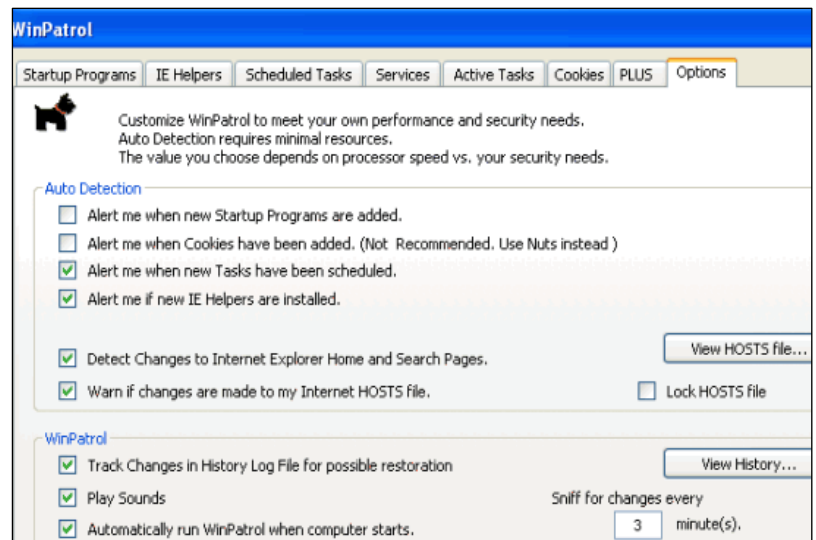 WinPatrol
Startup Programs IE Helpers Scheduled Tasks Services Active Tasks Cookies PLUS Options
Customize WinPatrol to meet your own performance and security needs.
Auto Detection requires minimal resources.
The value you choose depends on processor speed vs. your security needs.
Auto Detection
Alert me when new Startup Programs are added.
Alert me when Cookies have been added. (Not Recommended. Use Nuts instead )
Alert me when new Tasks have been scheduled.
Alert me if new IE Helpers are installed.
View HOSTS file...
Detect Changes to Internet Explorer Home and Search Pages.
Warn if changes are made to my Internet HOSTS file. Lock HOSTS file
WinPatrol
Track Changes in History Log File for possible restoration View History...
Play Sounds Sniff for changes every
Automatically run WinPatrol when computer starts. 3 minute(s).